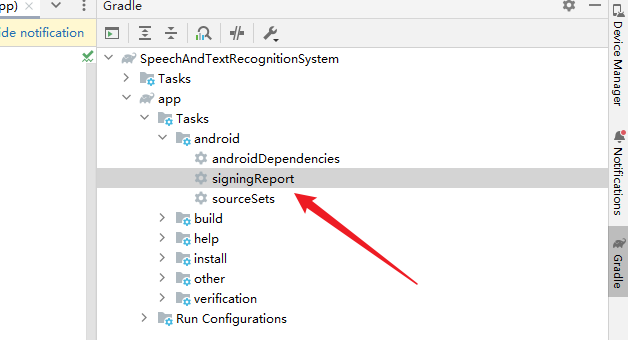 pp)
Gradle
de notification
SpeechAndTextRecognitionSystem
Tasks
app
Tasks
android
androidDependencies
signingReport
sourceSets
build
help
install
other
verification
Run Configurations
Device Manager
Notifications
Gradle